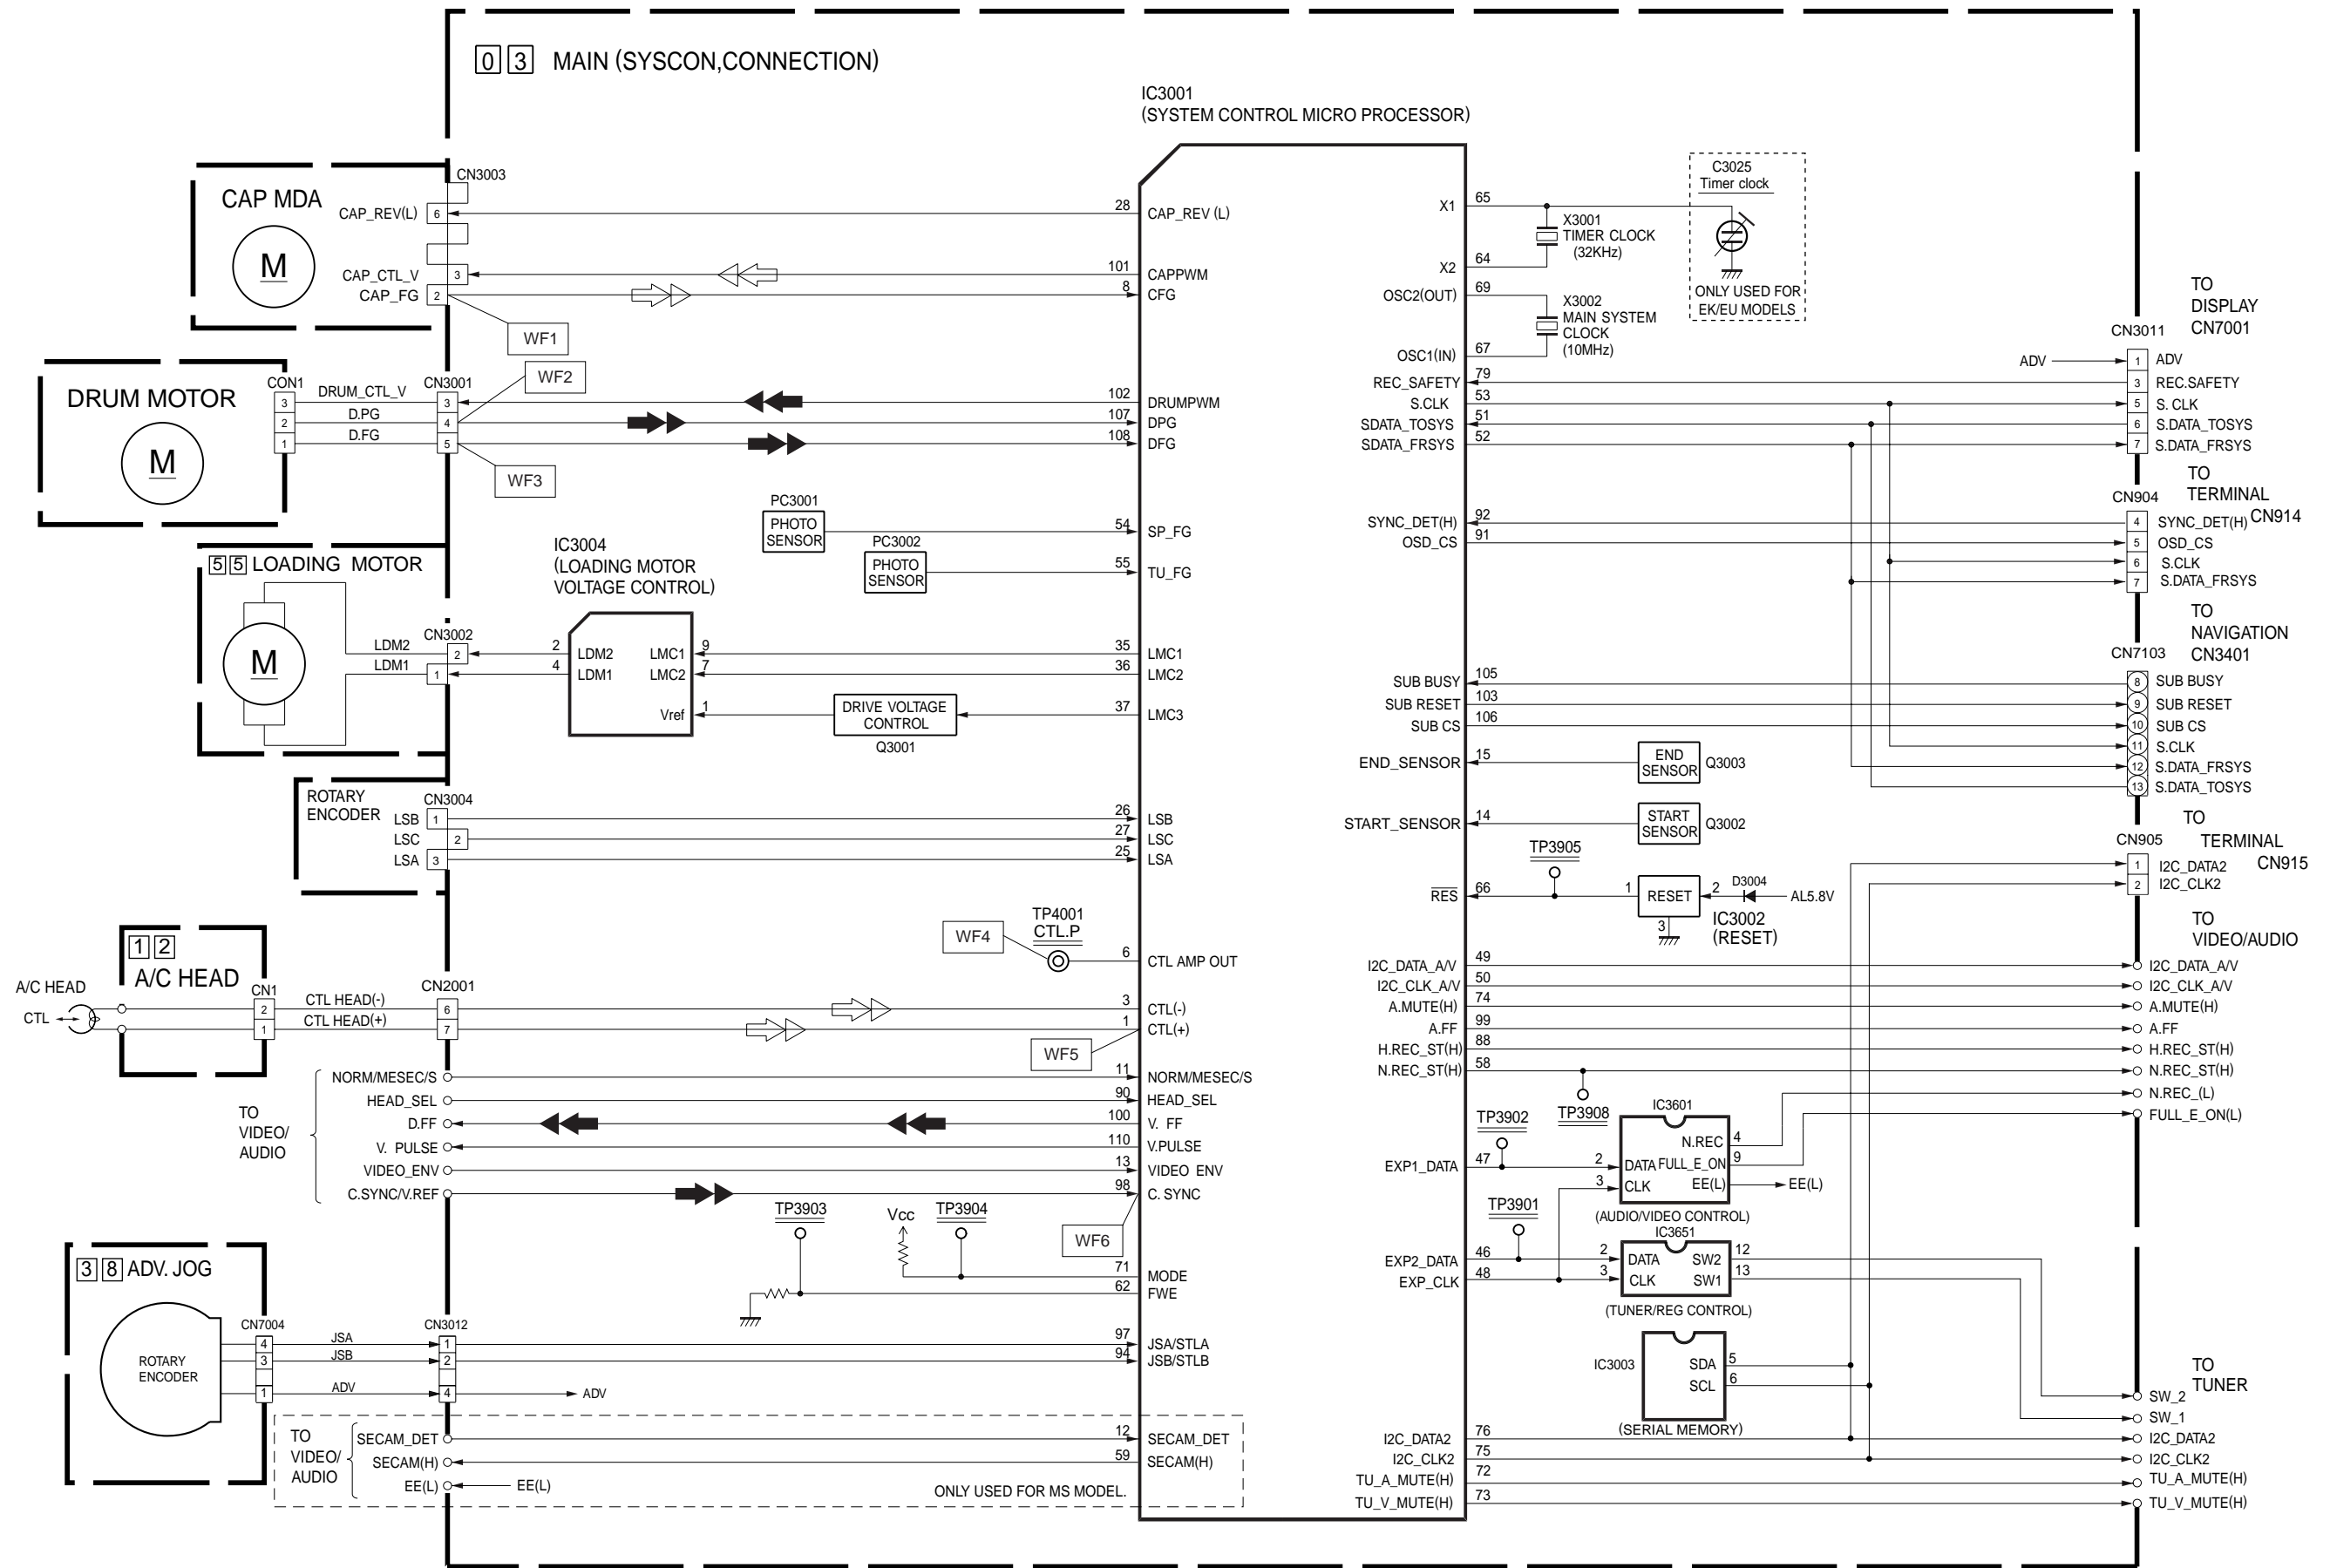 0 3 MAIN (SYSCON,CONNECTION)
IC3001
(SYSTEM CONTROL MICRO PROCESSOR)
CAP MDA
M
CN3003
CAP_REV(L) 6
CAP_CTL_V 3
CAP_FG 2
WF1
28 CAP_REV (L)
101 CAPPWM
8 CFG
DRUM MOTOR
M
CON1
3 DRUM_CTL_V
2 D.PG
1 D.FG
CN3001
3
4
5
WF2
WF3
102 DRUMPWM
107 DPG
108 DFG
PC3001
PHOTO
SENSOR
54 SP_FG
PC3002
PHOTO
SENSOR
55 TU_FG
5 5 LOADING MOTOR
M
CN3002
LDM2 2
LDM1 1
IC3004
(LOADING MOTOR
VOLTAGE CONTROL)
2 LDM2 LMC1 9
4 LDM1 LMC2 7
Vref 1
DRIVE VOLTAGE
CONTROL
Q3001
35 LMC1
36 LMC2
37 LMC3
ROTARY
ENCODER
CN3004
LSB 1
LSC 2
LSA 3
26 LSB
27 LSC
25 LSA
TP4001
CTL.P
WF4
6 CTL AMP OUT
1 2
A/C HEAD
A/C HEAD
CTL
CN1
2 CTL HEAD(-)
1 CTL HEAD(+)
CN2001
6
7
3 CTL(-)
1 CTL(+)
WF5
TO
VIDEO/
AUDIO
NORM/MESEC/S
HEAD_SEL
D.FF
V. PULSE
VIDEO_ENV
C.SYNC/V.REF
11 NORM/MESEC/S
90 HEAD_SEL
100 V. FF
110 V.PULSE
13 VIDEO ENV
98 C. SYNC
WF6
TP3903
Vcc
TP3904
71 MODE
62 FWE
3 8 ADV. JOG
ROTARY
ENCODER
CN7004
4 JSA
3 JSB
1 ADV
CN3012
1
2
4
ADV
97 JSA/STLA
94 JSB/STLB
TO
VIDEO/
AUDIO
SECAM_DET
SECAM(H)
EE(L)
EE(L)
12 SECAM_DET
59 SECAM(H)
ONLY USED FOR MS MODEL.
X1 65
X2 64
X3001
TIMER CLOCK
(32KHz)
C3025
Timer clock
ONLY USED FOR
EK/EU MODELS
OSC2(OUT) 69
OSC1(IN) 67
X3002
MAIN SYSTEM
CLOCK
(10MHz)
REC_SAFETY 79
S.CLK 53
SDATA_TOSYS 51
SDATA_FRSYS 52
TO
DISPLAY
CN7001
CN3011
ADV
1 ADV
3 REC.SAFETY
5 S. CLK
6 S.DATA_TOSYS
7 S.DATA_FRSYS
SYNC_DET(H) 92
OSD_CS 91
TO
TERMINAL
CN914
CN904
4 SYNC_DET(H)
5 OSD_CS
6 S.CLK
7 S.DATA_FRSYS
SUB BUSY 105
SUB RESET 103
SUB CS 106
TO
NAVIGATION
CN3401
CN7103
8 SUB BUSY
9 SUB RESET
10 SUB CS
11 S.CLK
12 S.DATA_FRSYS
13 S.DATA_TOSYS
END_SENSOR 15
END
SENSOR
Q3003
START_SENSOR 14
START
SENSOR
Q3002
TO
TERMINAL
CN915
CN905
1 I2C_DATA2
2 I2C_CLK2
RES 66
TP3905
1 RESET 2
3
D3004
AL5.8V
IC3002
(RESET)
TO
VIDEO/AUDIO
I2C_DATA_A/V 49
I2C_CLK_A/V 50
A.MUTE(H) 74
A.FF 99
H.REC_ST(H) 88
N.REC_ST(H) 58
I2C_DATA_A/V
I2C_CLK_A/V
A.MUTE(H)
A.FF
H.REC_ST(H)
N.REC_ST(H)
N.REC_(L)
FULL_E_ON(L)
TP3902
TP3908
EXP1_DATA 47
IC3601
N.REC 4
2 DATA FULL_E_ON 9
3 CLK EE(L)
EE(L)
(AUDIO/VIDEO CONTROL)
TP3901
EXP2_DATA 46
EXP_CLK 48
IC3651
2 DATA SW2 12
3 CLK SW1 13
(TUNER/REG CONTROL)
IC3003
SDA 5
SCL 6
(SERIAL MEMORY)
I2C_DATA2 76
I2C_CLK2 75
TU_A_MUTE(H) 72
TU_V_MUTE(H) 73
TO
TUNER
SW_2
SW_1
I2C_DATA2
I2C_CLK2
TU_A_MUTE(H)
TU_V_MUTE(H)